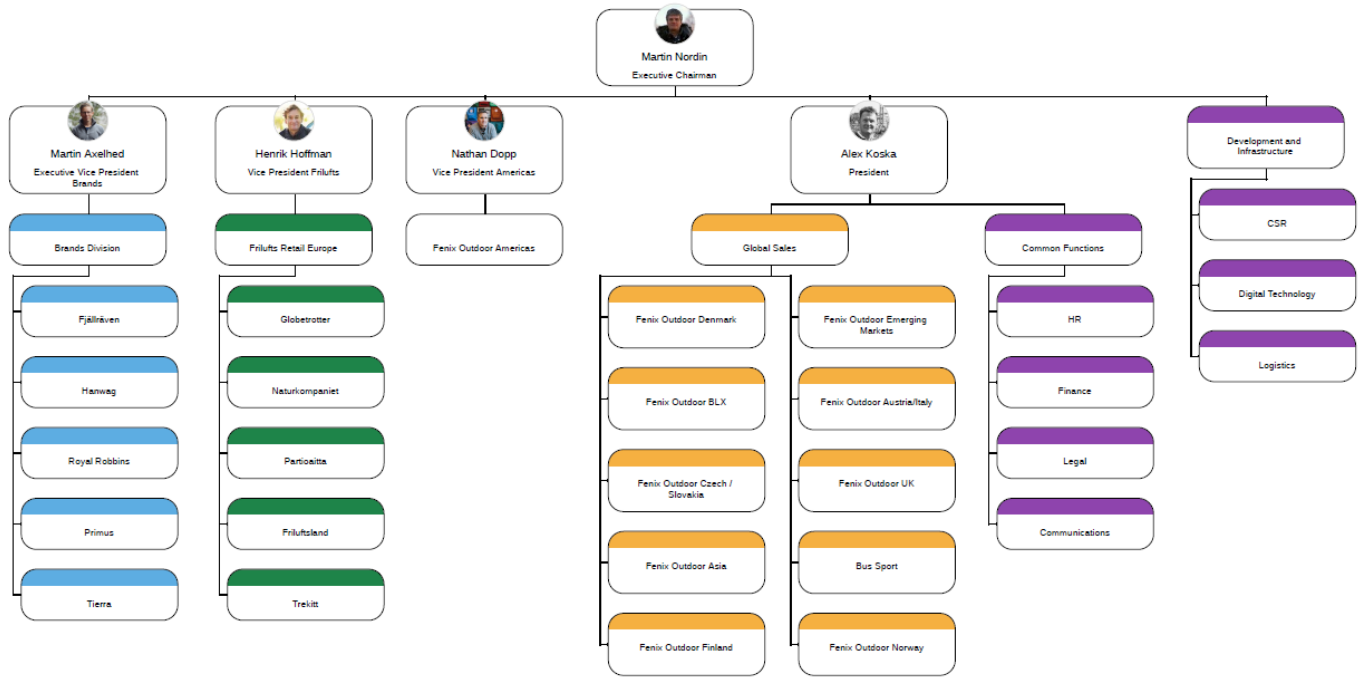 Martin Nordin
Executive Chairman
Martin Axelhed
Executive Vice President
Brands
Henrik Hoffman
Vice President Frilufts
Nathan Dopp
Vice President Americas
Alex Koska
President
Development and
Infrastructure
Brands Division
Frilufts Retail Europe
Fenix Outdoor Americas
Global Sales
Common Functions
CSR
Digital Technology
Logistics
Fjällräven
Hanwag
Royal Robbins
Primus
Tierra
Globetrotter
Naturkompaniet
Partioaitta
Friluftsland
Trekitt
Fenix Outdoor Denmark
Fenix Outdoor BLX
Fenix Outdoor Czech /
Slovakia
Fenix Outdoor Asia
Fenix Outdoor Finland
Fenix Outdoor Emerging
Markets
Fenix Outdoor Austria/Italy
Fenix Outdoor UK
Bus Sport
Fenix Outdoor Norway
HR
Finance
Legal
Communications